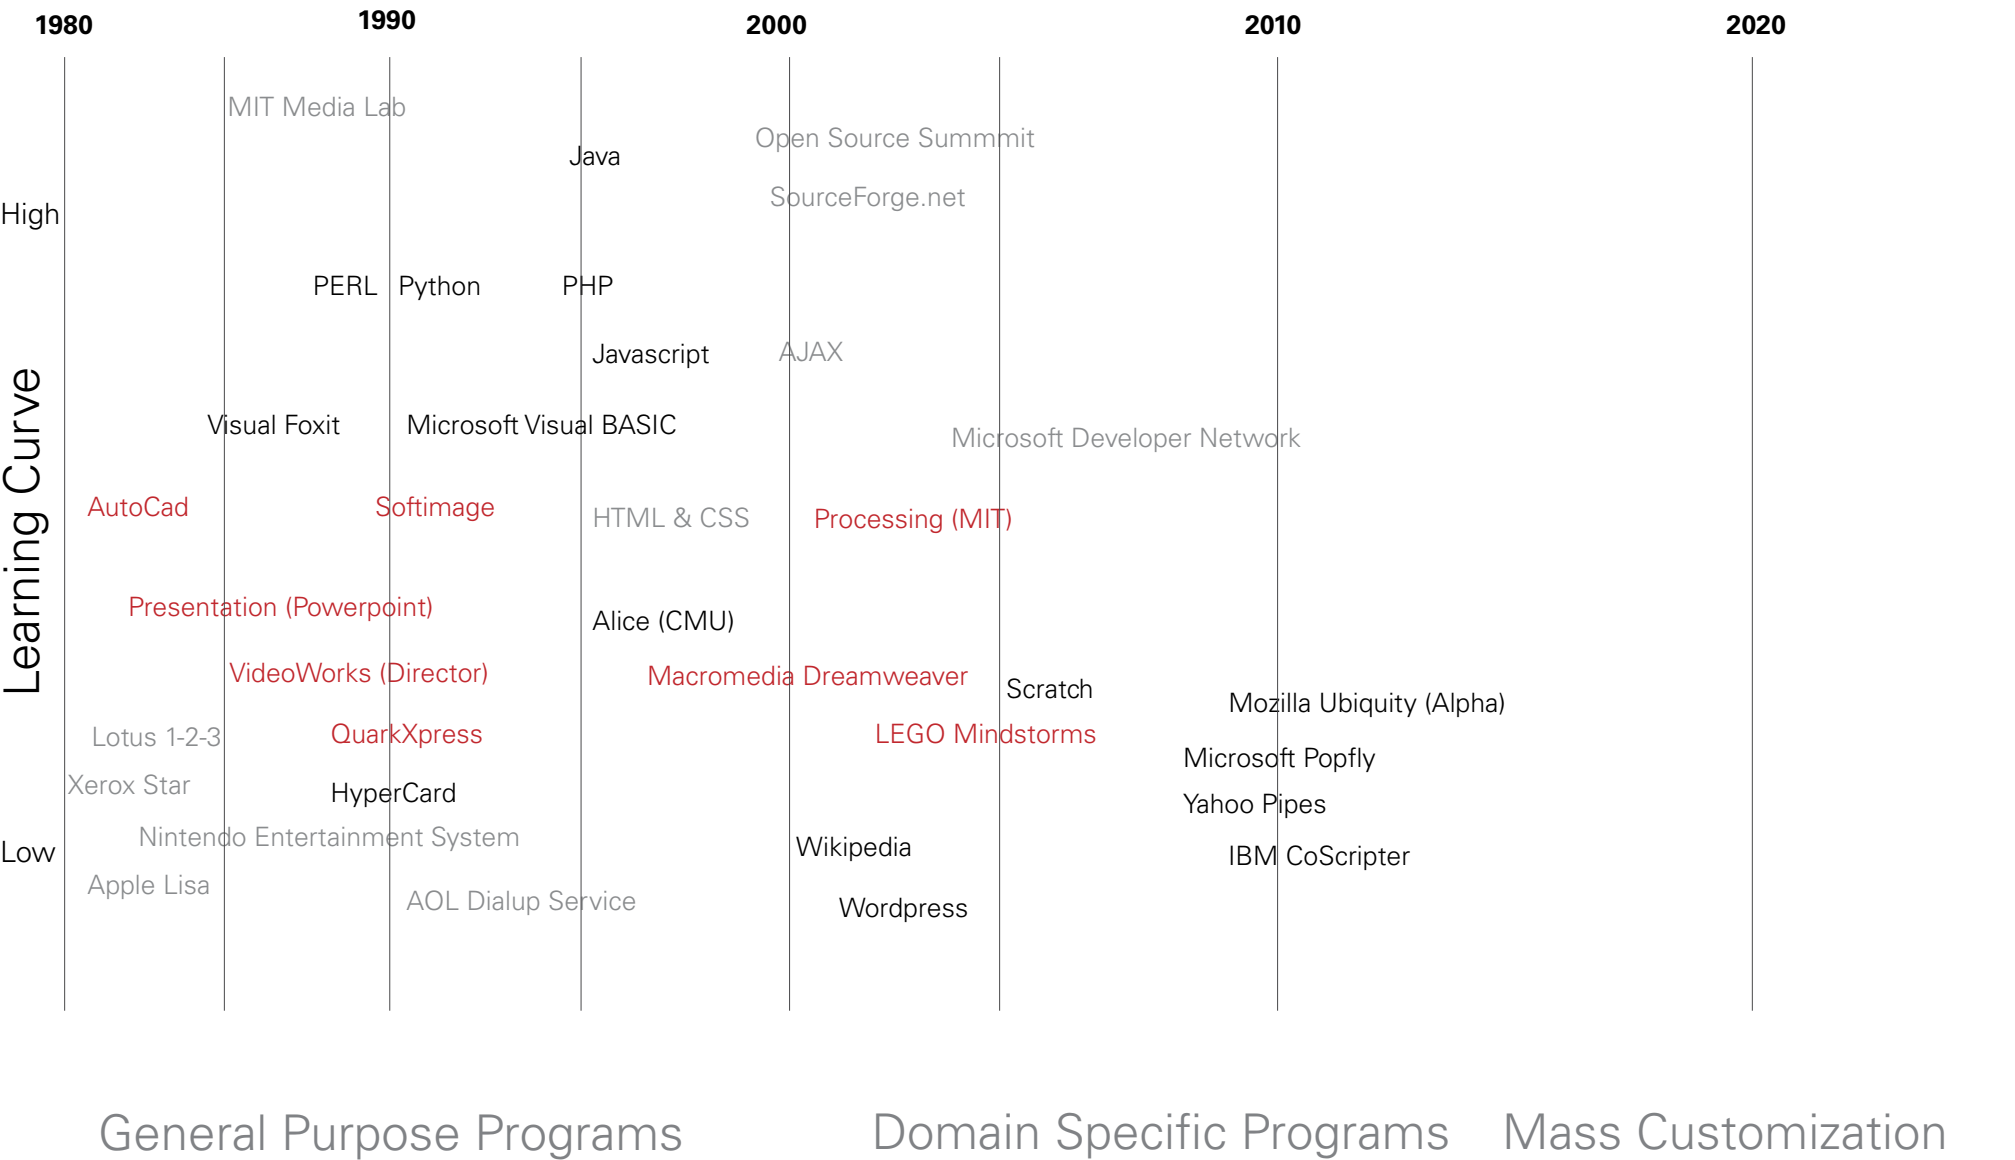 1980
1990
2000
2010
2020
MIT Media Lab
Open Source Summmit
Java
SourceForge.net
High
PERL
Python
PHP
Javascript
AJAX
Learning Curve
Visual Foxit
Microsoft Visual BASIC
Microsoft Developer Network
AutoCad
Softimage
HTML & CSS
Processing (MIT)
Presentation (Powerpoint)
Alice (CMU)
VideoWorks (Director)
Macromedia Dreamweaver
Scratch
Mozilla Ubiquity (Alpha)
Lotus 1-2-3
QuarkXpress
LEGO Mindstorms
Microsoft Popfly
Xerox Star
HyperCard
Yahoo Pipes
Nintendo Entertainment System
Wikipedia
Low
IBM CoScripter
Apple Lisa
AOL Dialup Service
Wordpress
General Purpose Programs
Domain Specific Programs
Mass Customization